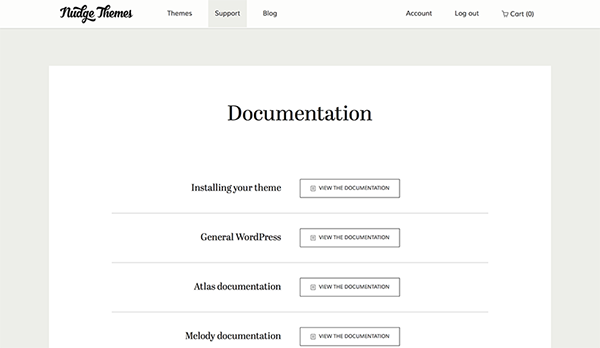 Nudge Themes Themes Support Blog Account Log out Cart (0)
Documentation
Installing your theme VIEW THE DOCUMENTATION
General WordPress VIEW THE DOCUMENTATION
Atlas documentation VIEW THE DOCUMENTATION
Melody documentation VIEW THE DOCUMENTATION